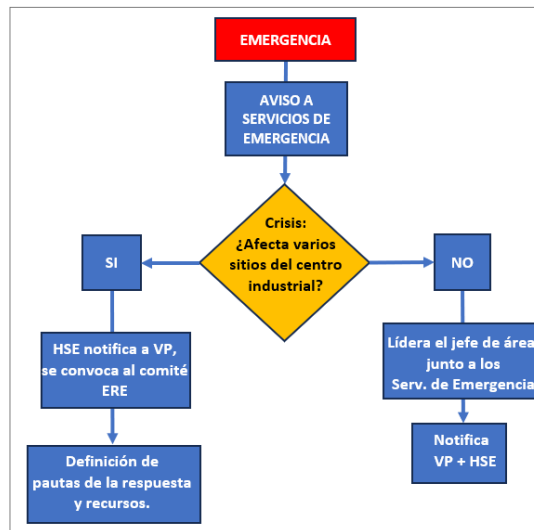 EMERGENCIA
AVISO A
SERVICIOS DE
EMERGENCIA
Crisis:
¿Afecta varios
sitios del centro
industrial?
SI
NO
HSE notifica a VP,
se convoca al comité
ERE
Lídera el jefe de área
junto a los
Serv. de Emergencia
Definición de
pautas de la respuesta
y recursos.
Notifica
VP + HSE